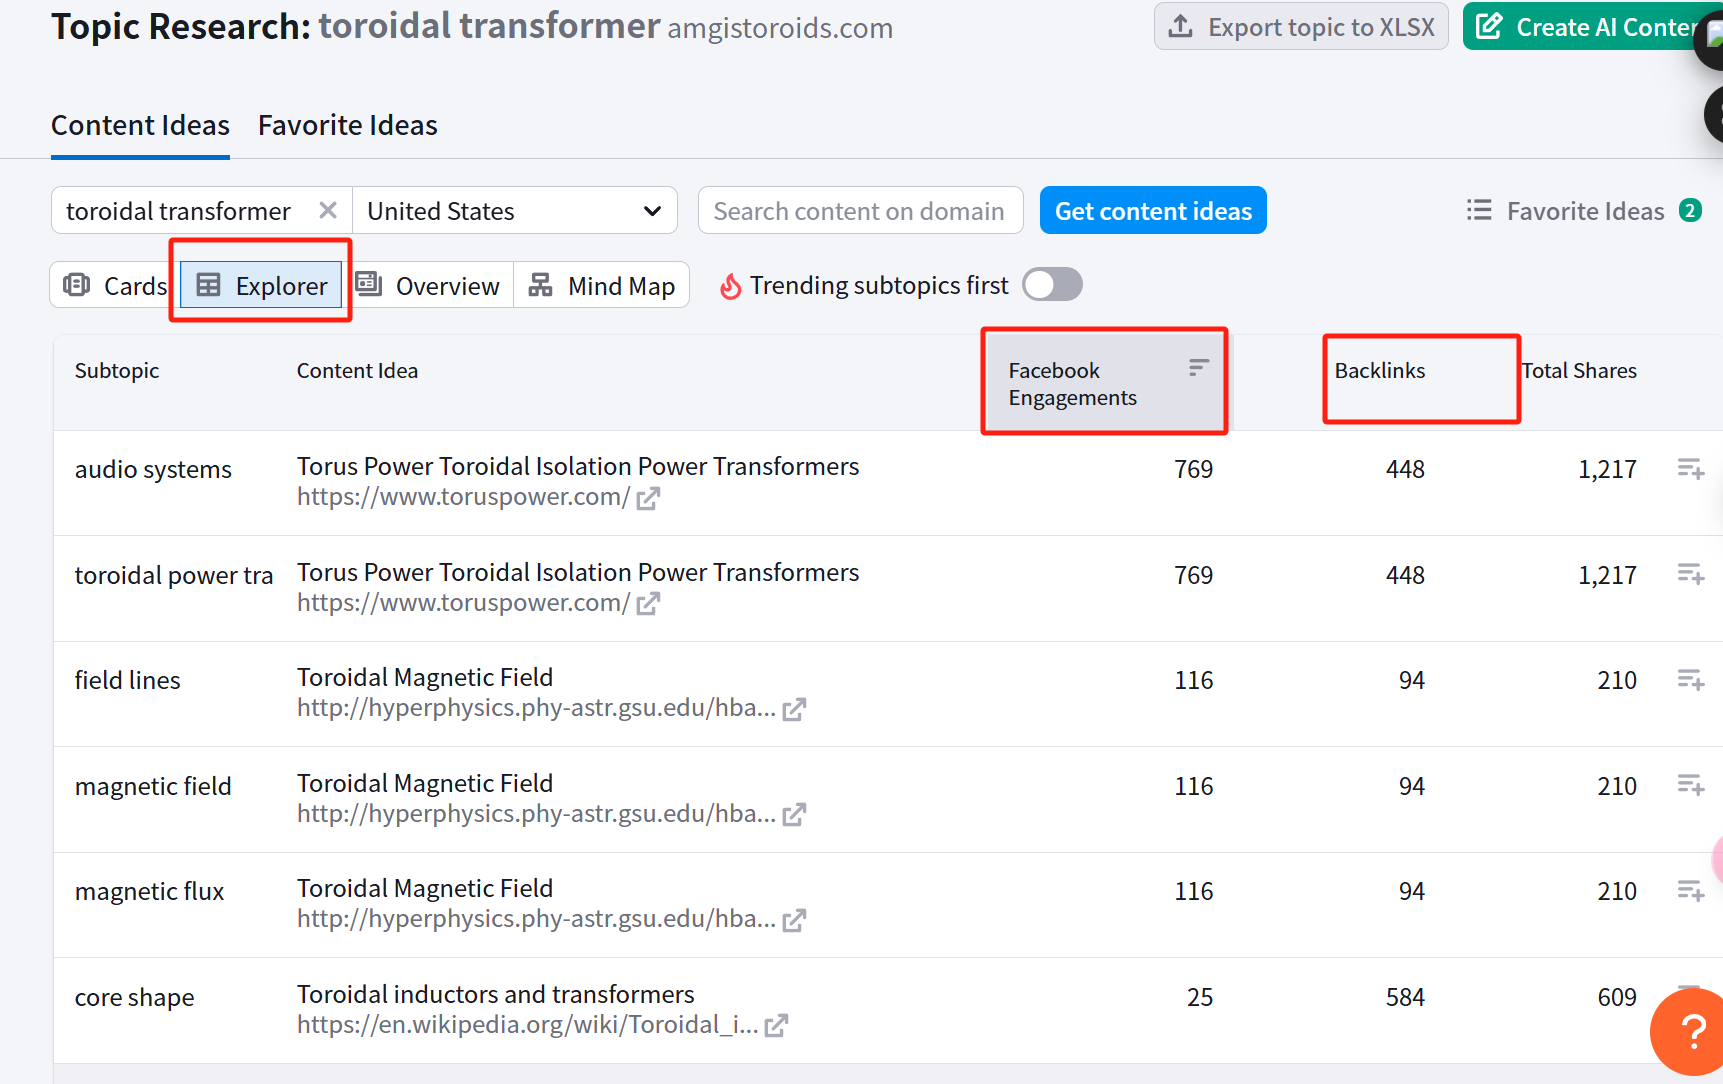 Topic Research: toroidal transformer amgistoroids.com
Export topic to XLSX
Create AI Conten
Content Ideas
Favorite Ideas
toroidal transformer
United States
Search content on domain
Get content ideas
Favorite Ideas 2
Cards
Explorer
Overview
Mind Map
Trending subtopics first
Subtopic
Content Idea
Facebook
Engagements
Backlinks
Total Shares
audio systems
Torus Power Toroidal Isolation Power Transformers
https://www.toruspower.com/
769
448
1,217
toroidal power tra
Torus Power Toroidal Isolation Power Transformers
https://www.toruspower.com/
769
448
1,217
field lines
Toroidal Magnetic Field
http://hyperphysics.phy-astr.gsu.edu/hba...
116
94
210
magnetic field
Toroidal Magnetic Field
http://hyperphysics.phy-astr.gsu.edu/hba...
116
94
210
magnetic flux
Toroidal Magnetic Field
http://hyperphysics.phy-astr.gsu.edu/hba...
116
94
210
core shape
Toroidal inductors and transformers
https://en.wikipedia.org/wiki/Toroidal_i...
25
584
609
?